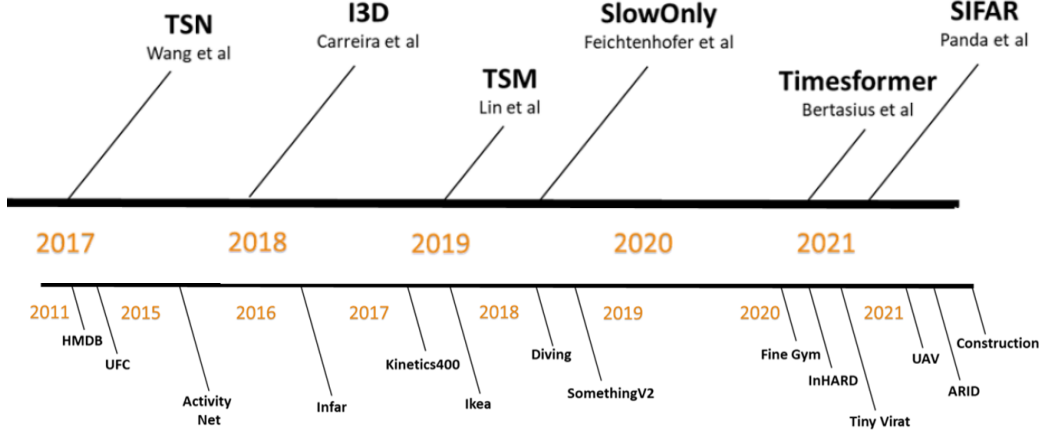 TSN
Wang et al
I3D
Carreira et al
TSM
Lin et al
SlowOnly
Feichtenhofer et al
Timesformer
Bertasius et al
SIFAR
Panda et al
2017
2018
2019
2020
2021
2011
2015
2016
2017
2018
2019
2020
2021
HMDB
UFC
Activity
Net
Infar
Kinetics400
Ikea
Diving
SomethingV2
Fine Gym
InHARD
Tiny Virat
UAV
ARID
Construction